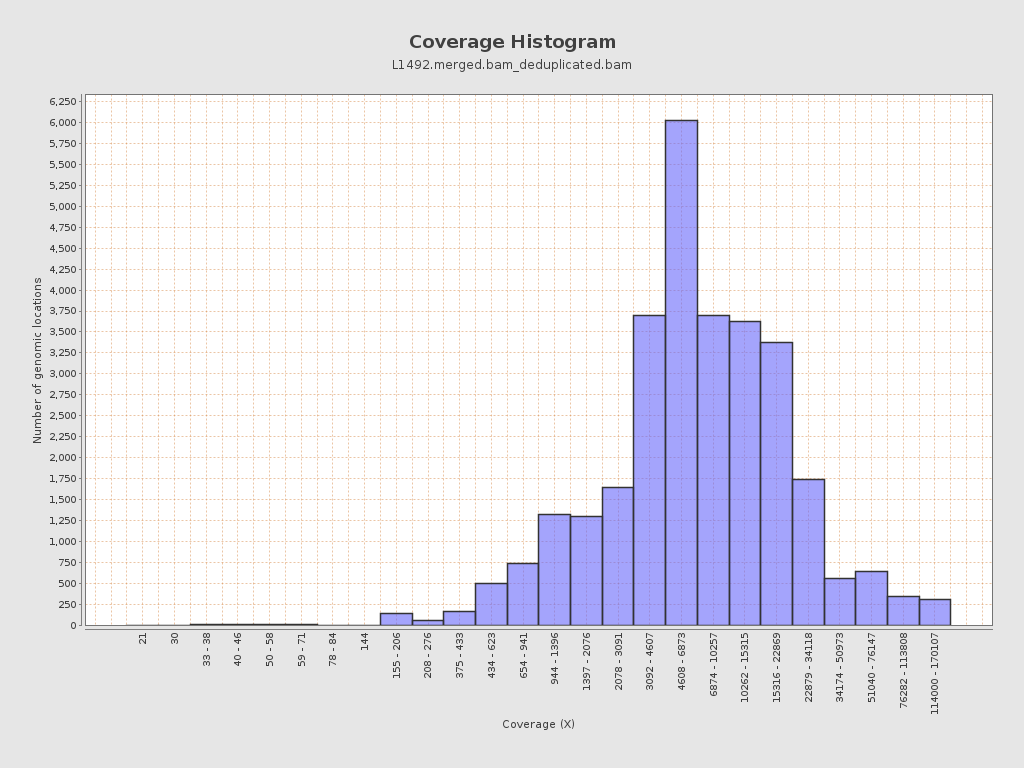 Coverage Histogram
L1492.merged.bam_deduplicated.bam
Number of genomic locations
6,250
6,000
5,750
5,500
5,250
5,000
4,750
4,500
4,250
4,000
3,750
3,500
3,250
3,000
2,750
2,500
2,250
2,000
1,750
1,500
1,250
1,000
750
500
250
0
21
30
33 - 38
40 - 46
50 - 58
59 - 71
78 - 84
144
155 - 206
208 - 276
375 - 433
434 - 623
654 - 941
944 - 1396
1397 - 2076
2078 - 3091
3092 - 4607
4608 - 6873
6874 - 10257
10262 - 15315
15316 - 22869
22879 - 34118
34174 - 50973
51040 - 76147
76282 - 113808
114000 - 170107
Coverage (X)